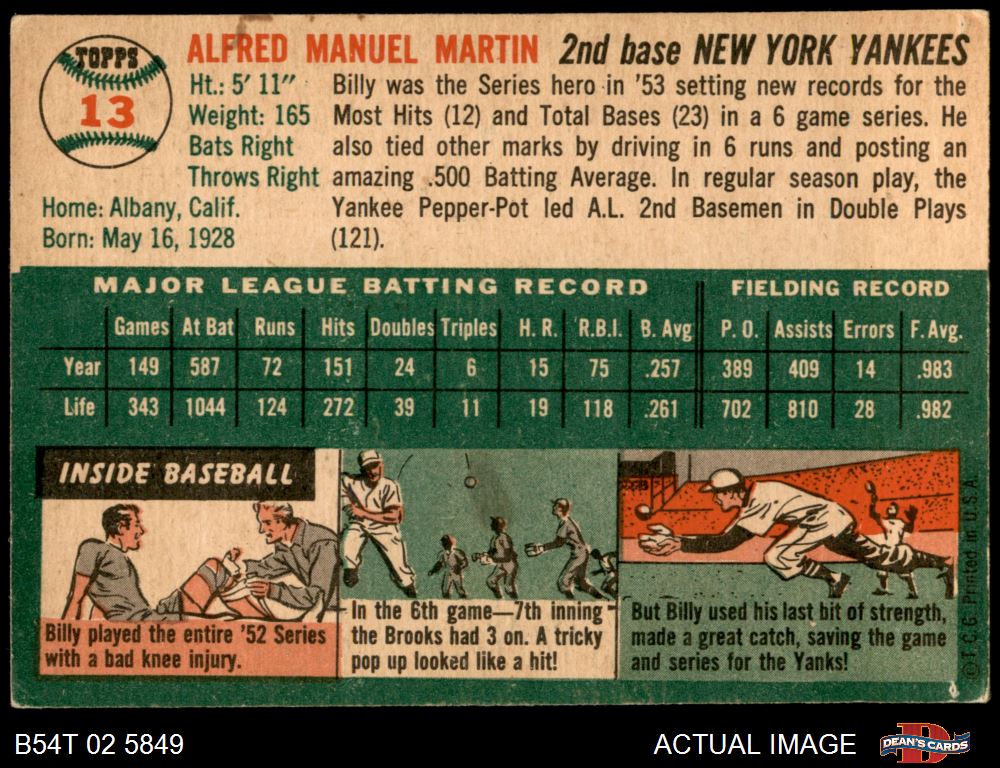 TOPPS
13
ALFRED MANUEL MARTIN 2nd base NEW YORK YANKEES
Ht.: 5' 11"
Weight: 165
Bats Right
Throws Right
Home: Albany, Calif.
Born: May 16, 1928
Billy was the Series hero in '53 setting new records for the
Most Hits (12) and Total Bases (23) in a 6 game series. He
also tied other marks by driving in 6 runs and posting an
amazing .500 Batting Average. In regular season play, the
Yankee Pepper-Pot led A.L. 2nd Basemen in Double Plays
(121).
MAJOR LEAGUE BATTING RECORD FIELDING RECORD
Games At Bat Runs Hits Doubles Triples H. R. R.B.I. B. Avg P. O. Assists Errors F. Avg.
Year 149 587 72 151 24 6 15 75 .257 389 409 14 .983
Life 343 1044 124 272 39 11 19 118 .261 702 810 28 .982
INSIDE BASEBALL
Billy played the entire '52 Series
with a bad knee injury.
In the 6th game—7th inning
the Brooks had 3 on. A tricky
pop up looked like a hit!
But Billy used his last bit of strength,
made a great catch, saving the game
and series for the Yanks!
© T.C.G. Printed in U.S.A.
B54T 02 5849
ACTUAL IMAGE
DEAN'S CARDS